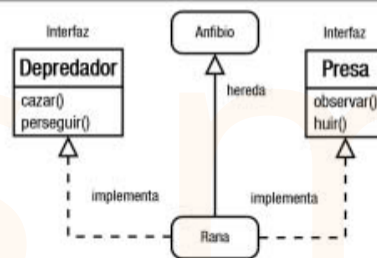 Interfaz
Depredador
cazar()
perseguir()
Anfibio
Interfaz
Presa
observar()
huir()
hereda
implementa
implementa
Rana